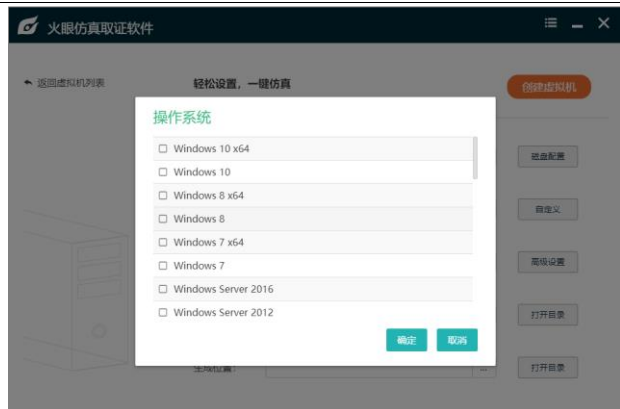 火眼仿真取证软件
返回虚拟机列表
轻松设置，一键仿真
创建虚拟机
操作系统
Windows 10 x64
Windows 10
Windows 8 x64
Windows 8
Windows 7 x64
Windows 7
Windows Server 2016
Windows Server 2012
确定
取消
磁盘配置
自定义
高级设置
打开目录
生成位置：
...
打开目录